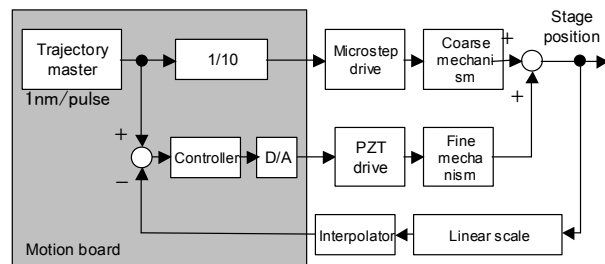 Stage
position
Trajectory
master
1/10
Microstep
drive
Coarse
mechani
sm
+
+
1nm/pulse
+
−
Controller
D/A
PZT
drive
Fine
mecha
nism
Interpolator
Linear scale
Motion board